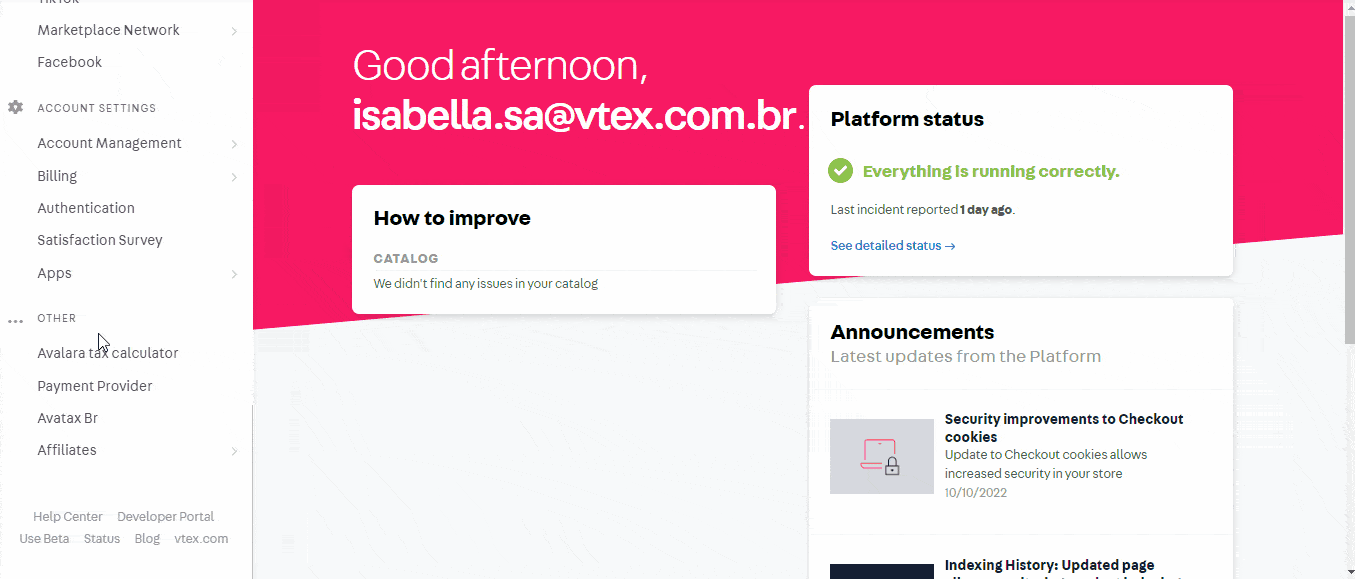 Marketplace Network
Facebook
ACCOUNT SETTINGS
Account Management
Billing
Authentication
Satisfaction Survey
Apps
OTHER
Avalara tax calculator
Payment Provider
Avatax Br
Affiliates
Help Center Developer Portal
Use Beta Status Blog vtex.com
Good afternoon,
isabella.sa@vtex.com.br.
How to improve
CATALOG
We didn't find any issues in your catalog
Platform status
Everything is running correctly.
Last incident reported 1 day ago.
See detailed status →
Announcements
Latest updates from the Platform
Security improvements to Checkout
cookies
Update to Checkout cookies allows
increased security in your store
10/10/2022
Indexing History: Updated page